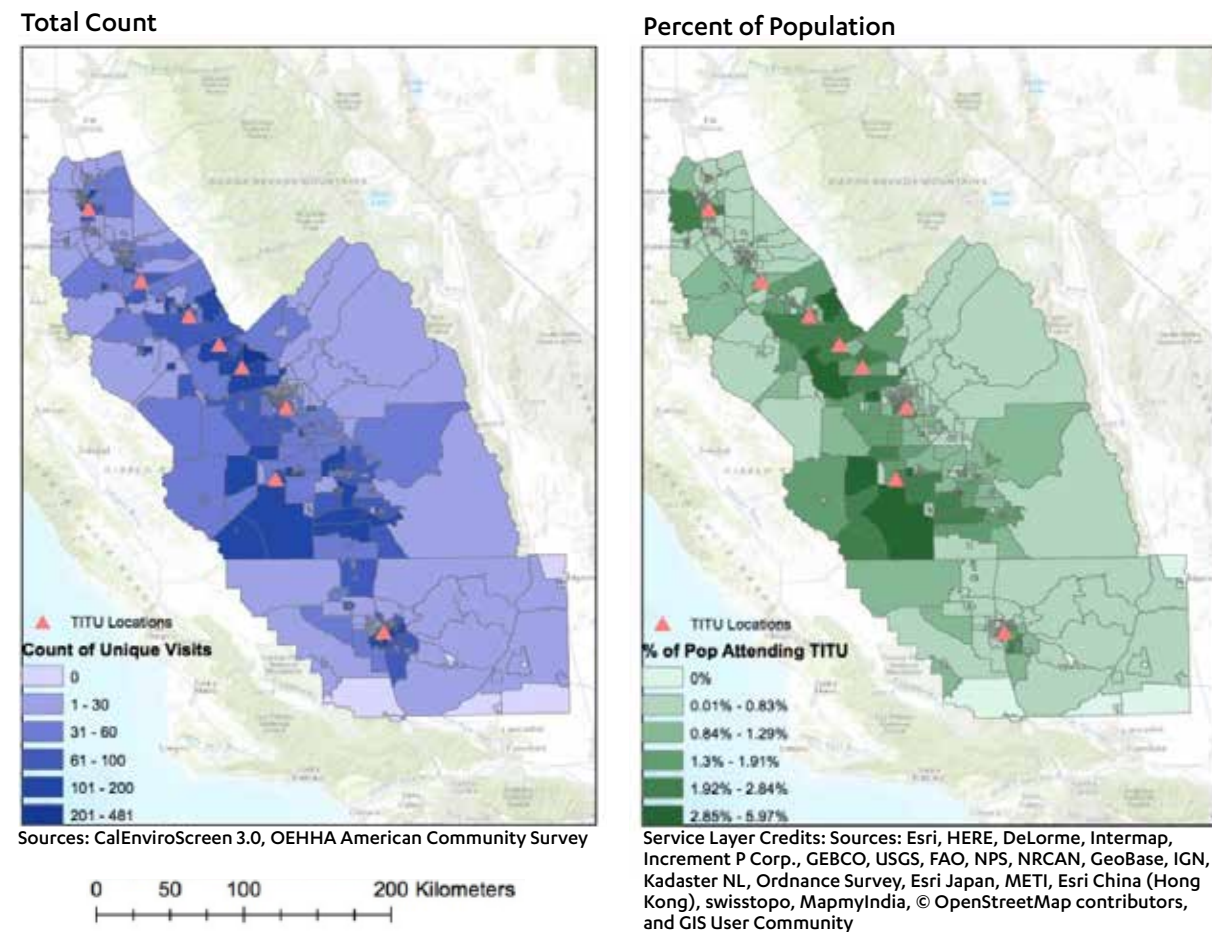 Total Count
Percent of Population
TITU Locations
Count of Unique Visits
0
1 - 30
31 - 60
61 - 100
101 - 200
201 - 481
TITU Locations
% of Pop Attending TITU
0%
0.01% - 0.83%
0.84% - 1.29%
1.3% - 1.91%
1.92% - 2.84%
2.85% - 5.97%
Sources: CalEnviroScreen 3.0, OEHHA American Community Survey
0 50 100 200 Kilometers
Service Layer Credits: Sources: Esri, HERE, DeLorme, Intermap,
Increment P Corp., GEBCO, USGS, FAO, NPS, NRCAN, GeoBase, IGN,
Kadaster NL, Ordnance Survey, Esri Japan, METI, Esri China (Hong
Kong), swisstopo, MapmyIndia, © OpenStreetMap contributors,
and GIS User Community